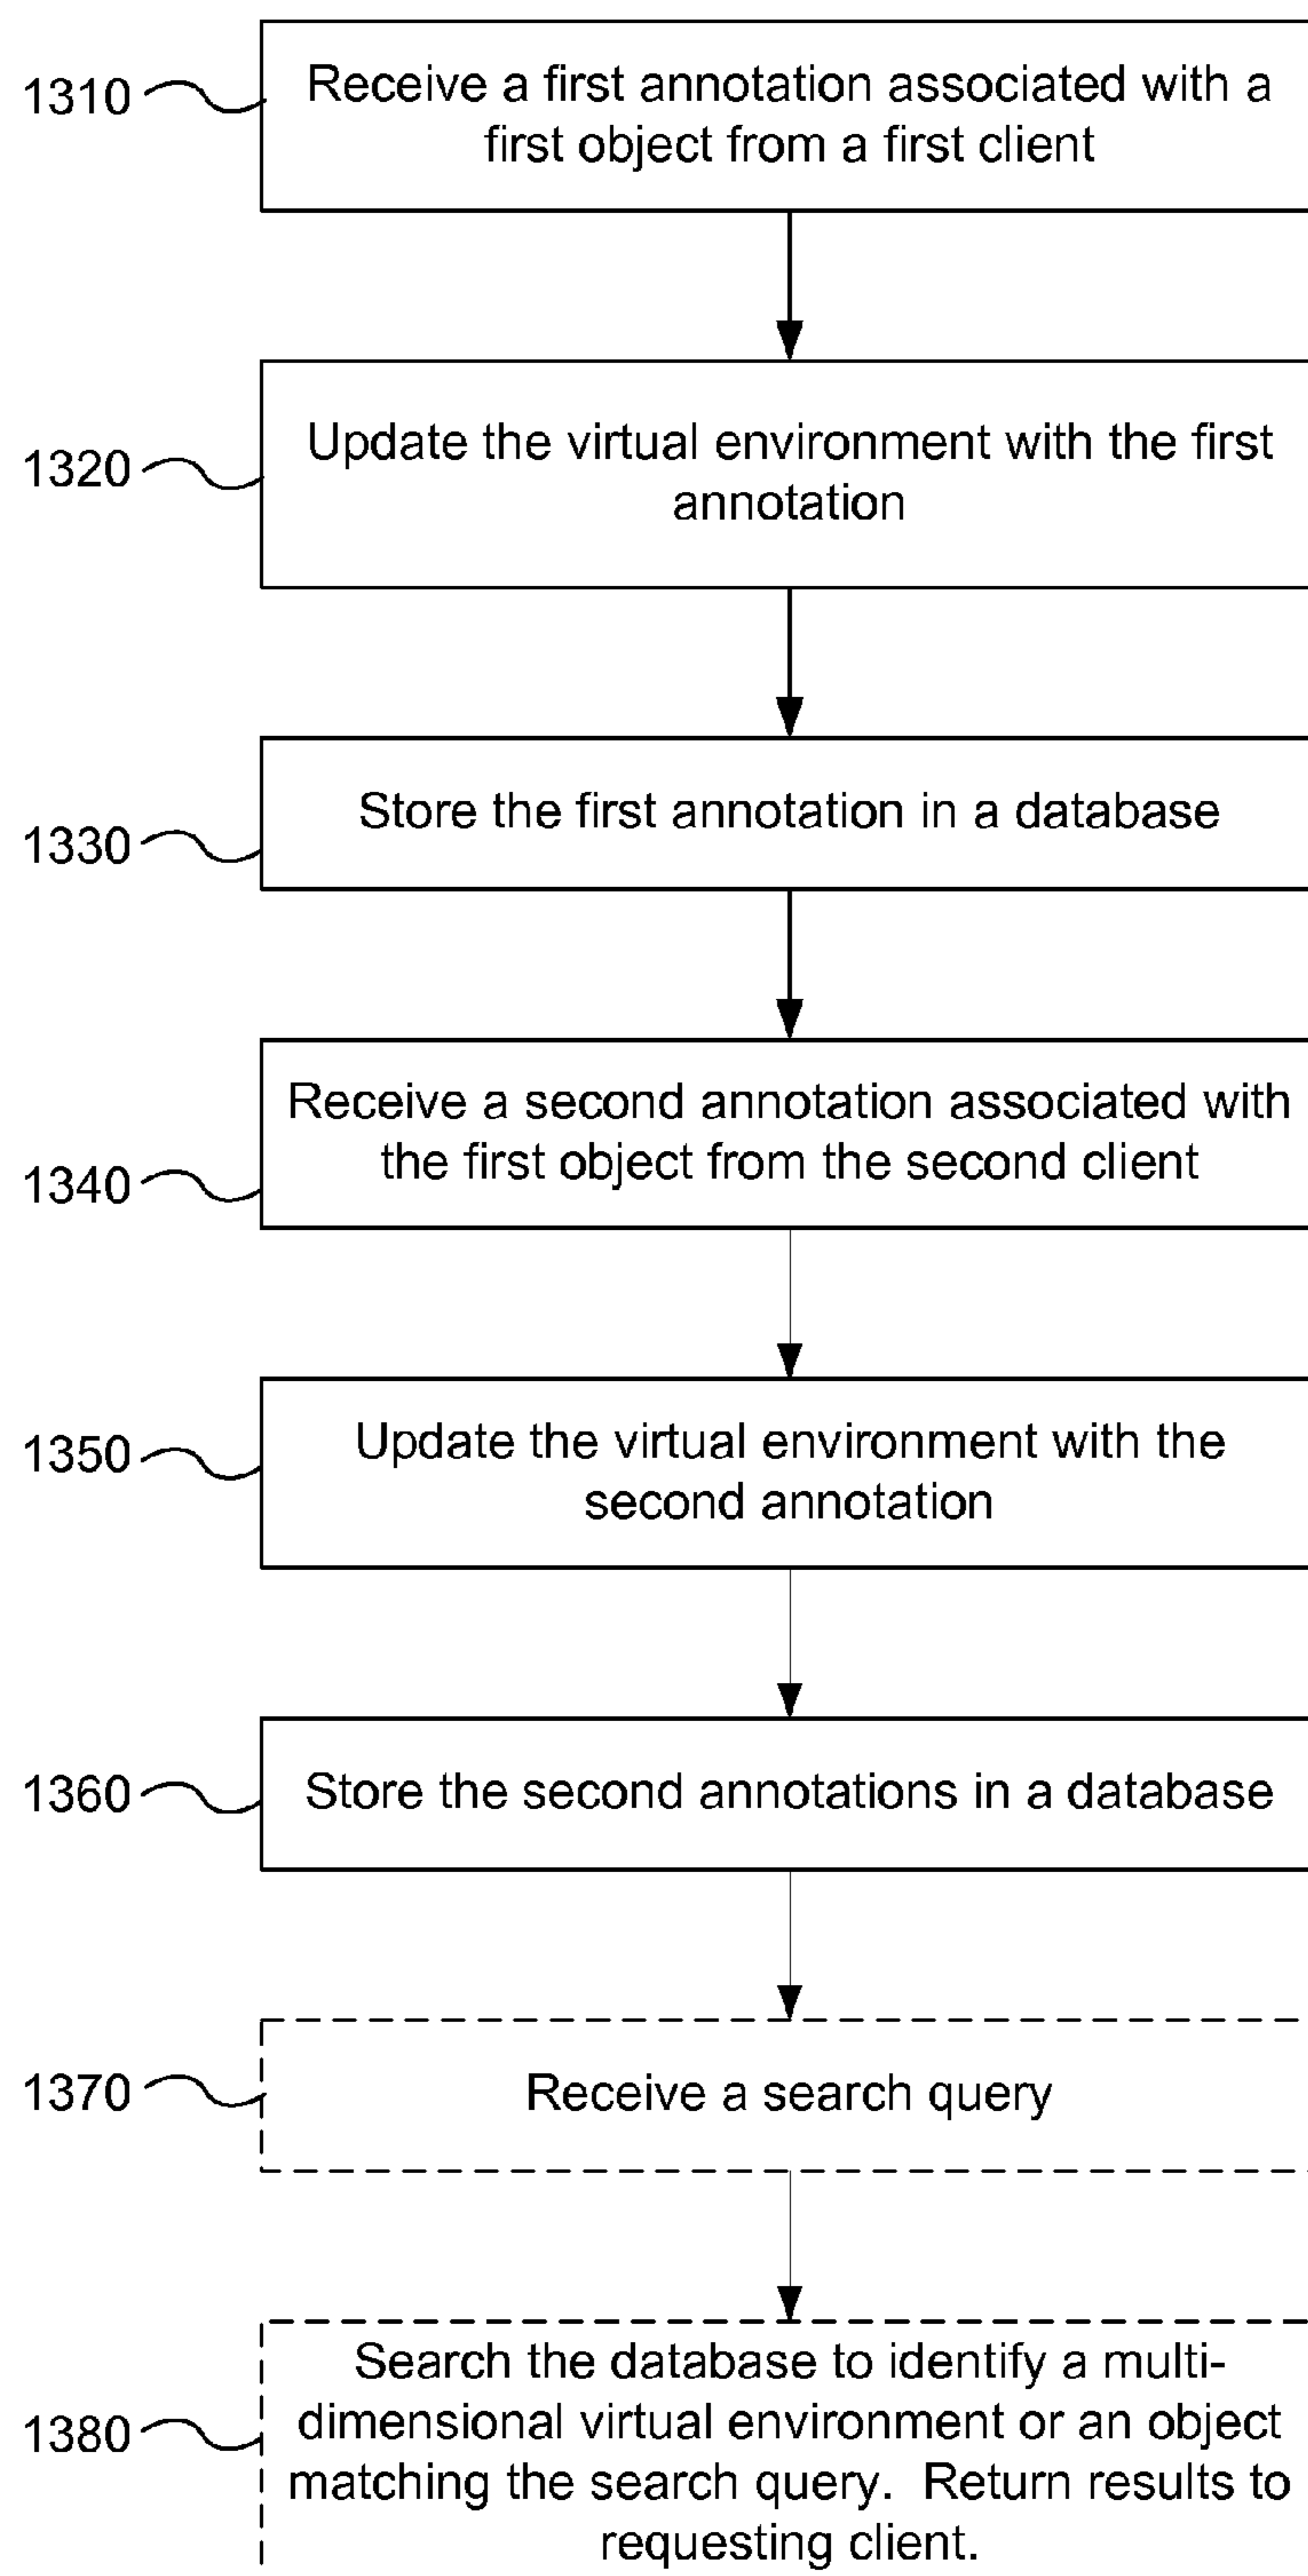 1310
Receive a first annotation associated with a
first object from a first client
1320
Update the virtual environment with the first
annotation
1330
Store the first annotation in a database
1340
Receive a second annotation associated with
the first object from the second client
1350
Update the virtual environment with the
second annotation
1360
Store the second annotations in a database
1370
Receive a search query
1380
Search the database to identify a multi-
dimensional virtual environment or an object
matching the search query.  Return results to
requesting client.